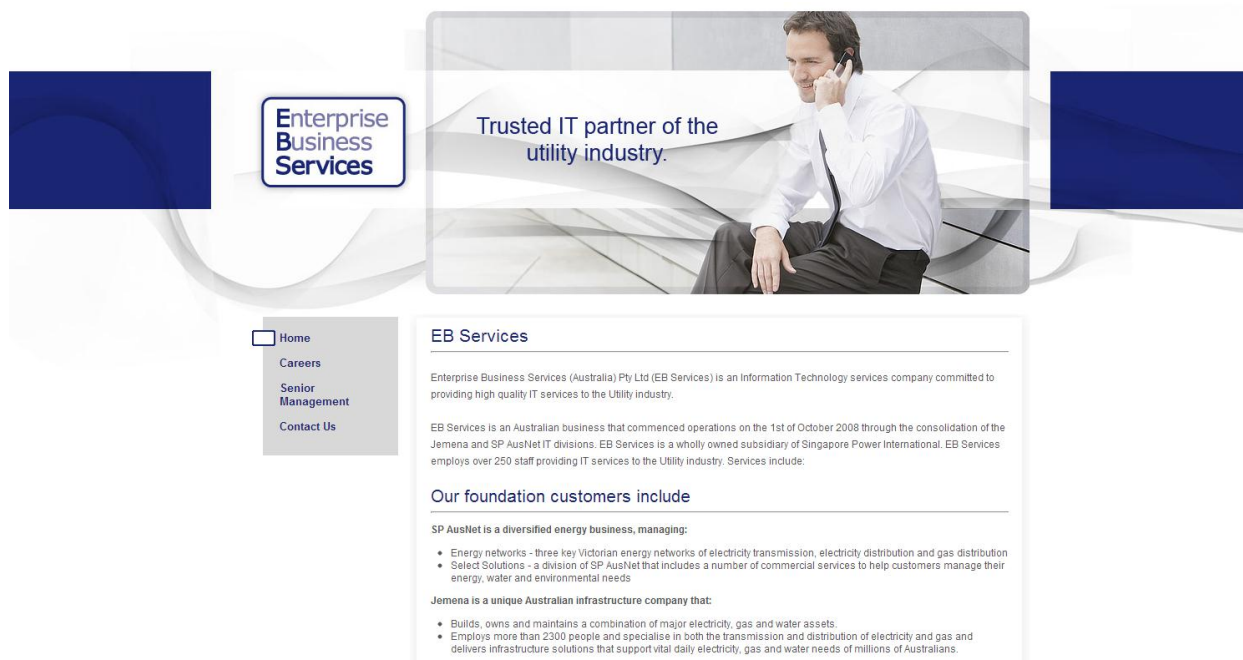 Enterprise
Business
Services
Trusted IT partner of the
utility industry.
Home
Careers
Senior
Management
Contact Us
EB Services
Enterprise Business Services (Australia) Pty Ltd (EB Services) is an Information Technology services company committed to
providing high quality IT services to the Utility industry.
EB Services is an Australian business that commenced operations on the 1st of October 2008 through the consolidation of the
Jemena and SP AusNet IT divisions. EB Services is a wholly owned subsidiary of Singapore Power International. EB Services
employs over 250 staff providing IT services to the Utility industry. Services include:
Our foundation customers include
SP AusNet is a diversified energy business, managing:
• Energy networks - three key Victorian energy networks of electricity transmission, electricity distribution and gas distribution
• Select Solutions - a division of SP AusNet that includes a number of commercial services to help customers manage their
energy, water and environmental needs
Jemena is a unique Australian infrastructure company that:
• Builds, owns and maintains a combination of major electricity, gas and water assets.
• Employs more than 2300 people and specialise in both the transmission and distribution of electricity and gas and
delivers infrastructure solutions that support vital daily electricity, gas and water needs of millions of Australians.